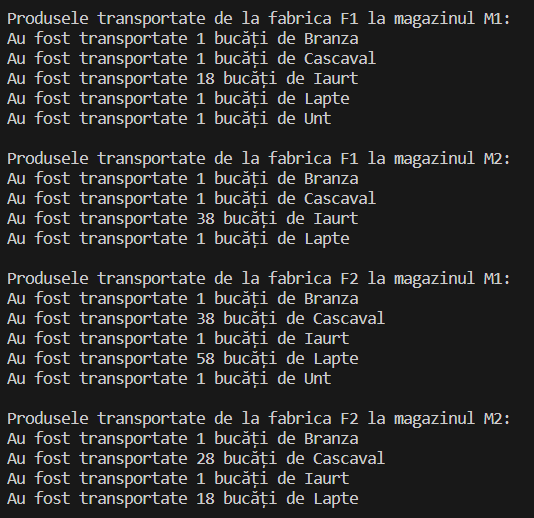 Produsele transportate de la fabrica F1 la magazinul M1:
Au fost transportate 1 bucăți de Branza
Au fost transportate 1 bucăți de Cascaval
Au fost transportate 18 bucăți de Iaurt
Au fost transportate 1 bucăți de Lapte
Au fost transportate 1 bucăți de Unt

Produsele transportate de la fabrica F1 la magazinul M2:
Au fost transportate 1 bucăți de Branza
Au fost transportate 1 bucăți de Cascaval
Au fost transportate 38 bucăți de Iaurt
Au fost transportate 1 bucăți de Lapte

Produsele transportate de la fabrica F2 la magazinul M1:
Au fost transportate 1 bucăți de Branza
Au fost transportate 38 bucăți de Cascaval
Au fost transportate 1 bucăți de Iaurt
Au fost transportate 58 bucăți de Lapte
Au fost transportate 1 bucăți de Unt

Produsele transportate de la fabrica F2 la magazinul M2:
Au fost transportate 1 bucăți de Branza
Au fost transportate 28 bucăți de Cascaval
Au fost transportate 1 bucăți de Iaurt
Au fost transportate 18 bucăți de Lapte